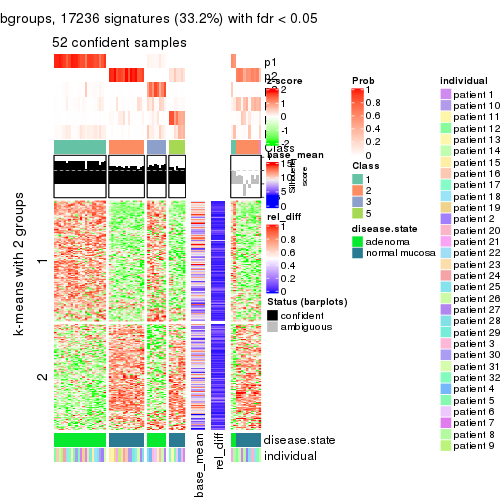 bgroups, 17236 signatures (33.2%) with fdr < 0.05
52 confident samples
p1
p2
Class
k-means with 2 groups
1
2
z-score
2
1
0
-1
-2
base_mean
15
10
5
0
Silhouette
score
rel_diff
1
0.8
0.6
0.4
0.2
0
Status (barplots)
confident
ambiguous
Prob
1
0.8
0.6
0.4
0.2
0
Class
1
2
3
5
disease.state
adenoma
normal mucosa
individual
patient 1
patient 10
patient 11
patient 12
patient 13
patient 14
patient 15
patient 16
patient 17
patient 18
patient 19
patient 2
patient 20
patient 21
patient 22
patient 23
patient 24
patient 25
patient 26
patient 27
patient 28
patient 29
patient 3
patient 30
patient 31
patient 32
patient 4
patient 5
patient 6
patient 7
patient 8
patient 9
disease.state
individual
base_mean
rel_diff